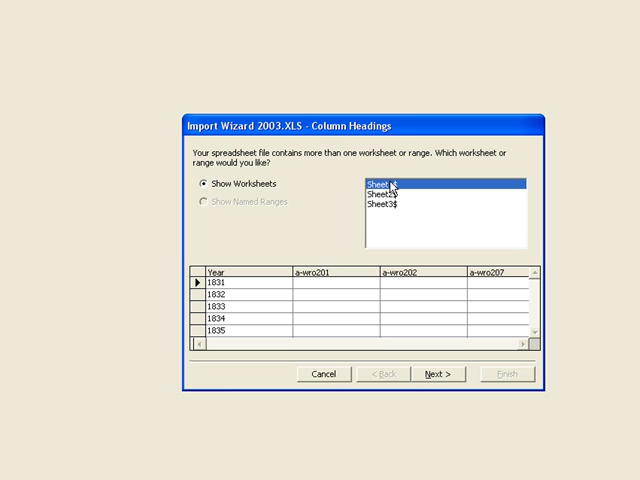 Import Wizard 2003.XLS - Column Headings
Your spreadsheet file contains more than one worksheet or range. Which worksheet or
range would you like?
Show Worksheets
Show Named Ranges
Sheet1$
Sheet2$
Sheet3$
Year a-wro201 a-wro202 a-wro207
1831
1832
1833
1834
1835
Cancel < Back Next > Finish